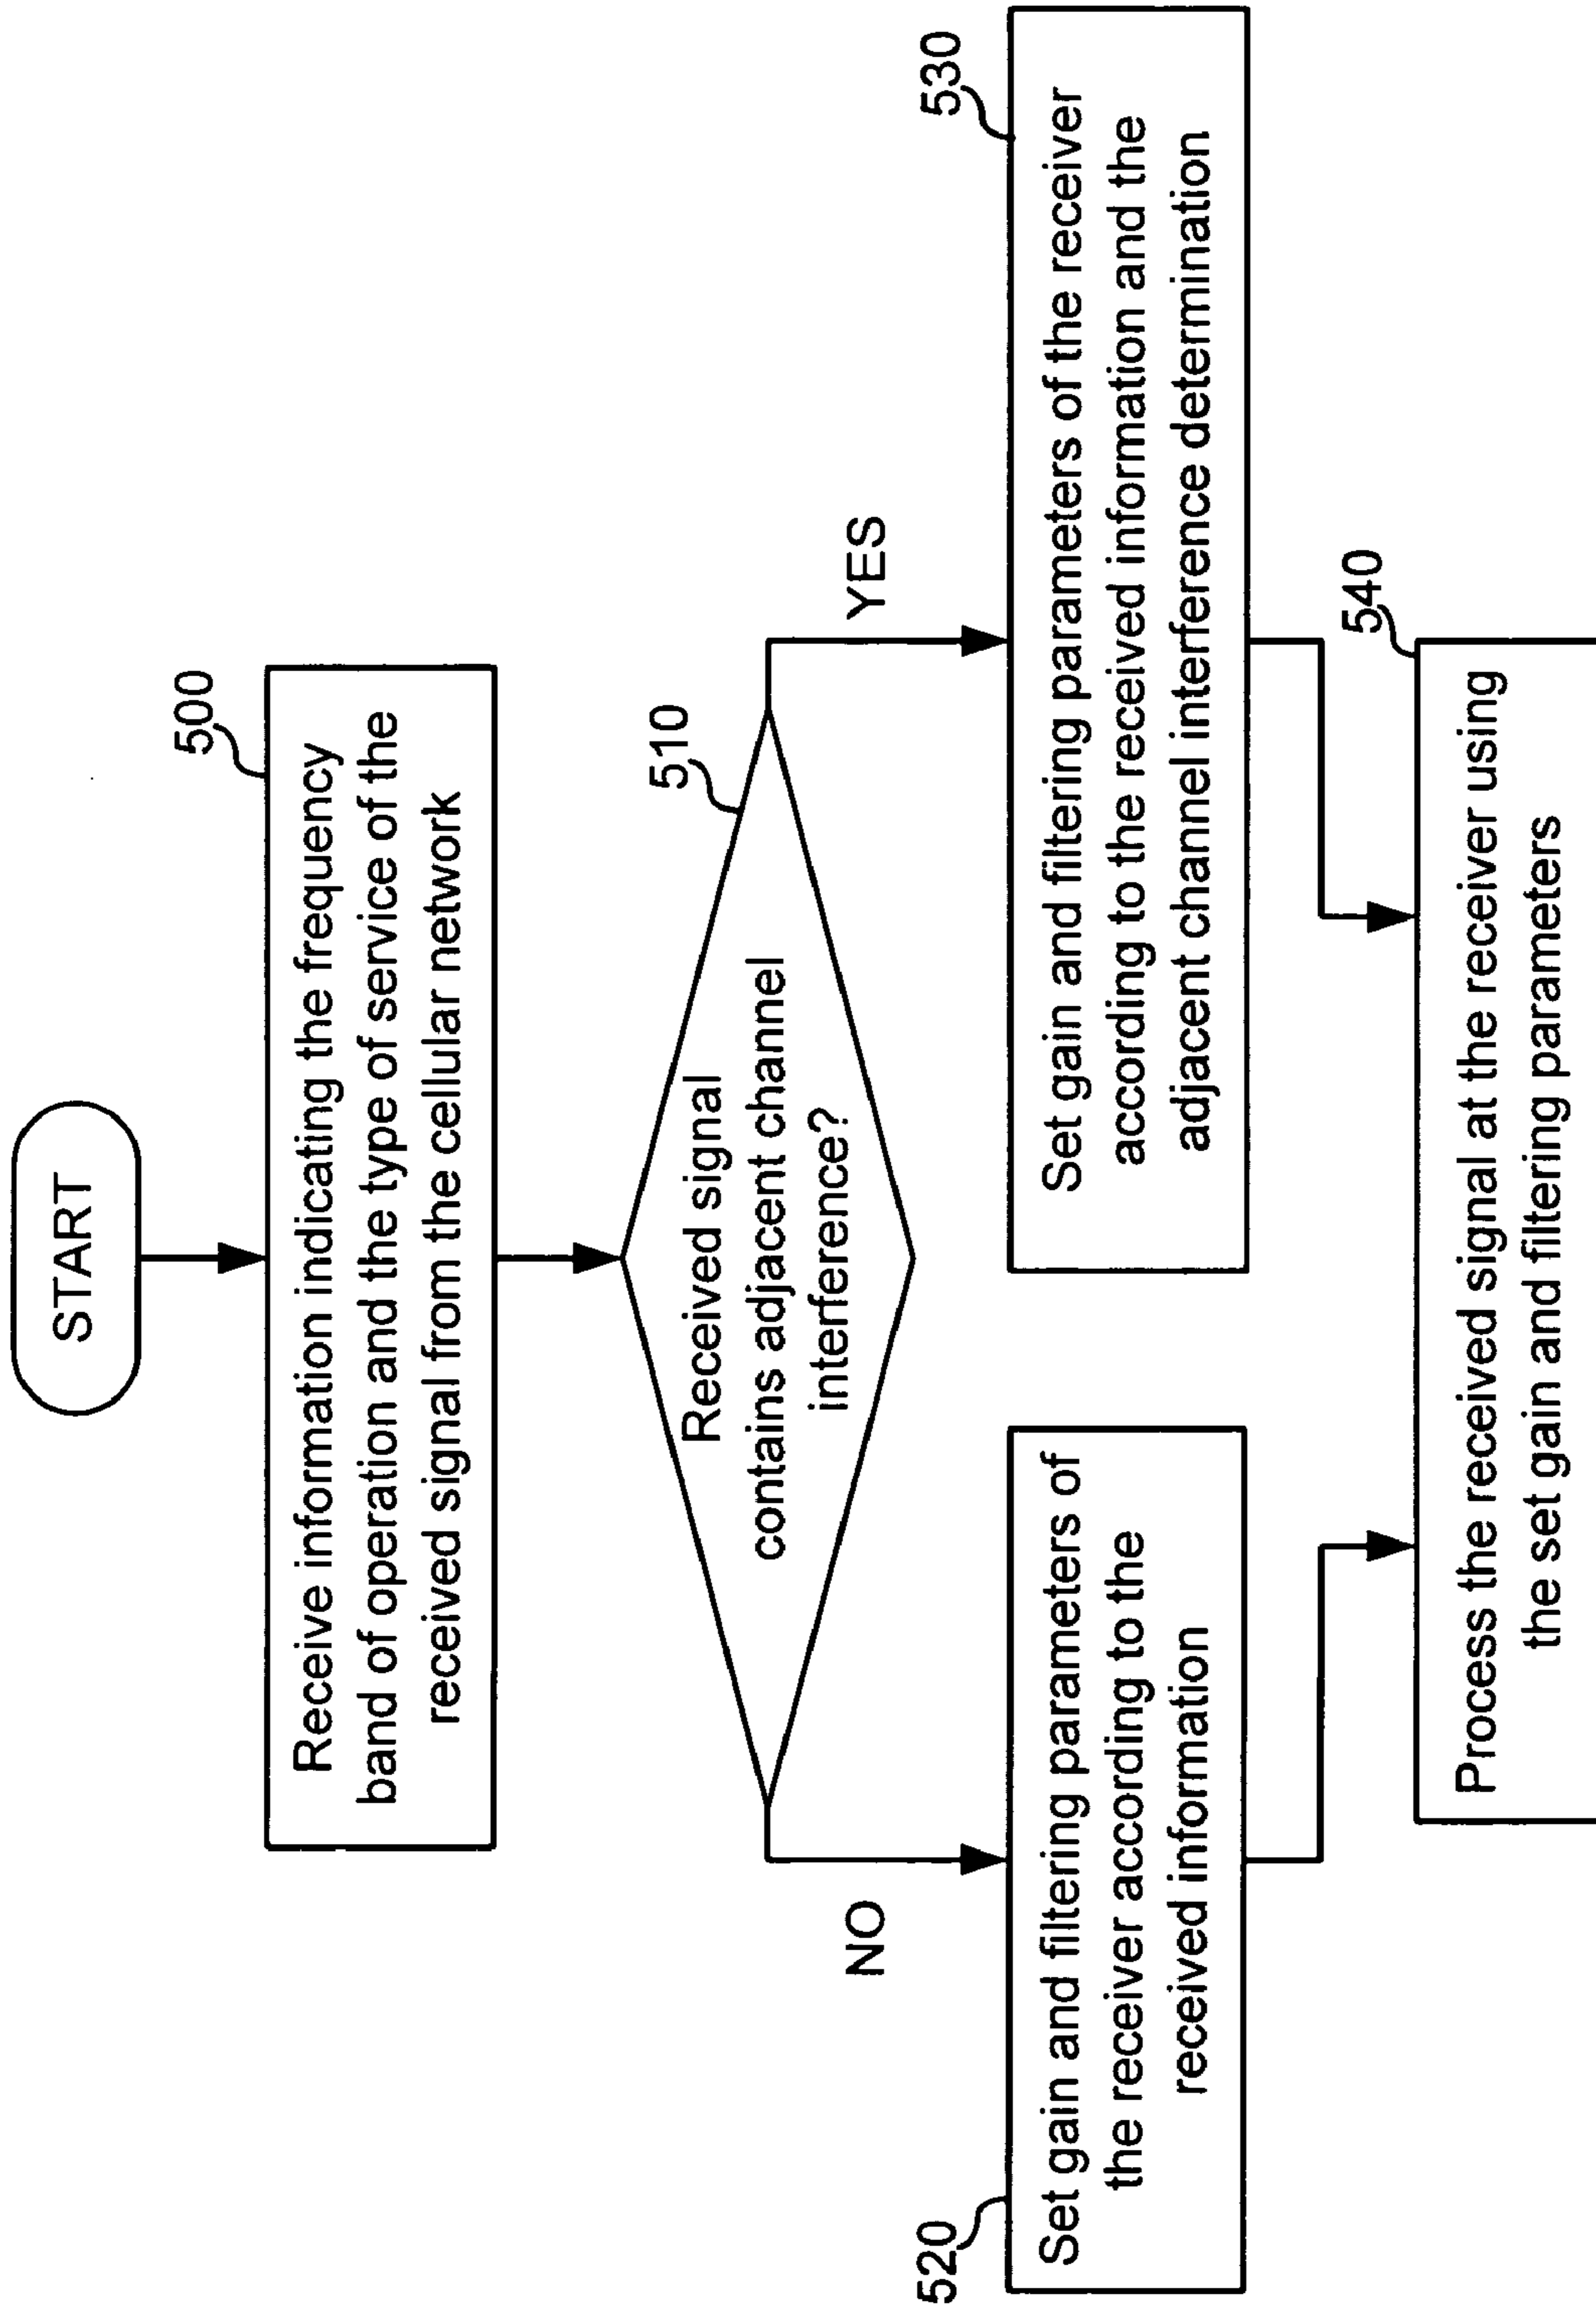 START
500
Receive information indicating the frequency
band of operation and the type of service of the
received signal from the cellular network
510
Received signal
contains adjacent channel
interference?
NO
YES
520
Set gain and filtering parameters of
the receiver according to the
received information
530
Set gain and filtering parameters of the receiver
according to the received information and the
adjacent channel interference determination
540
Process the received signal at the receiver using
the set gain and filtering parameters